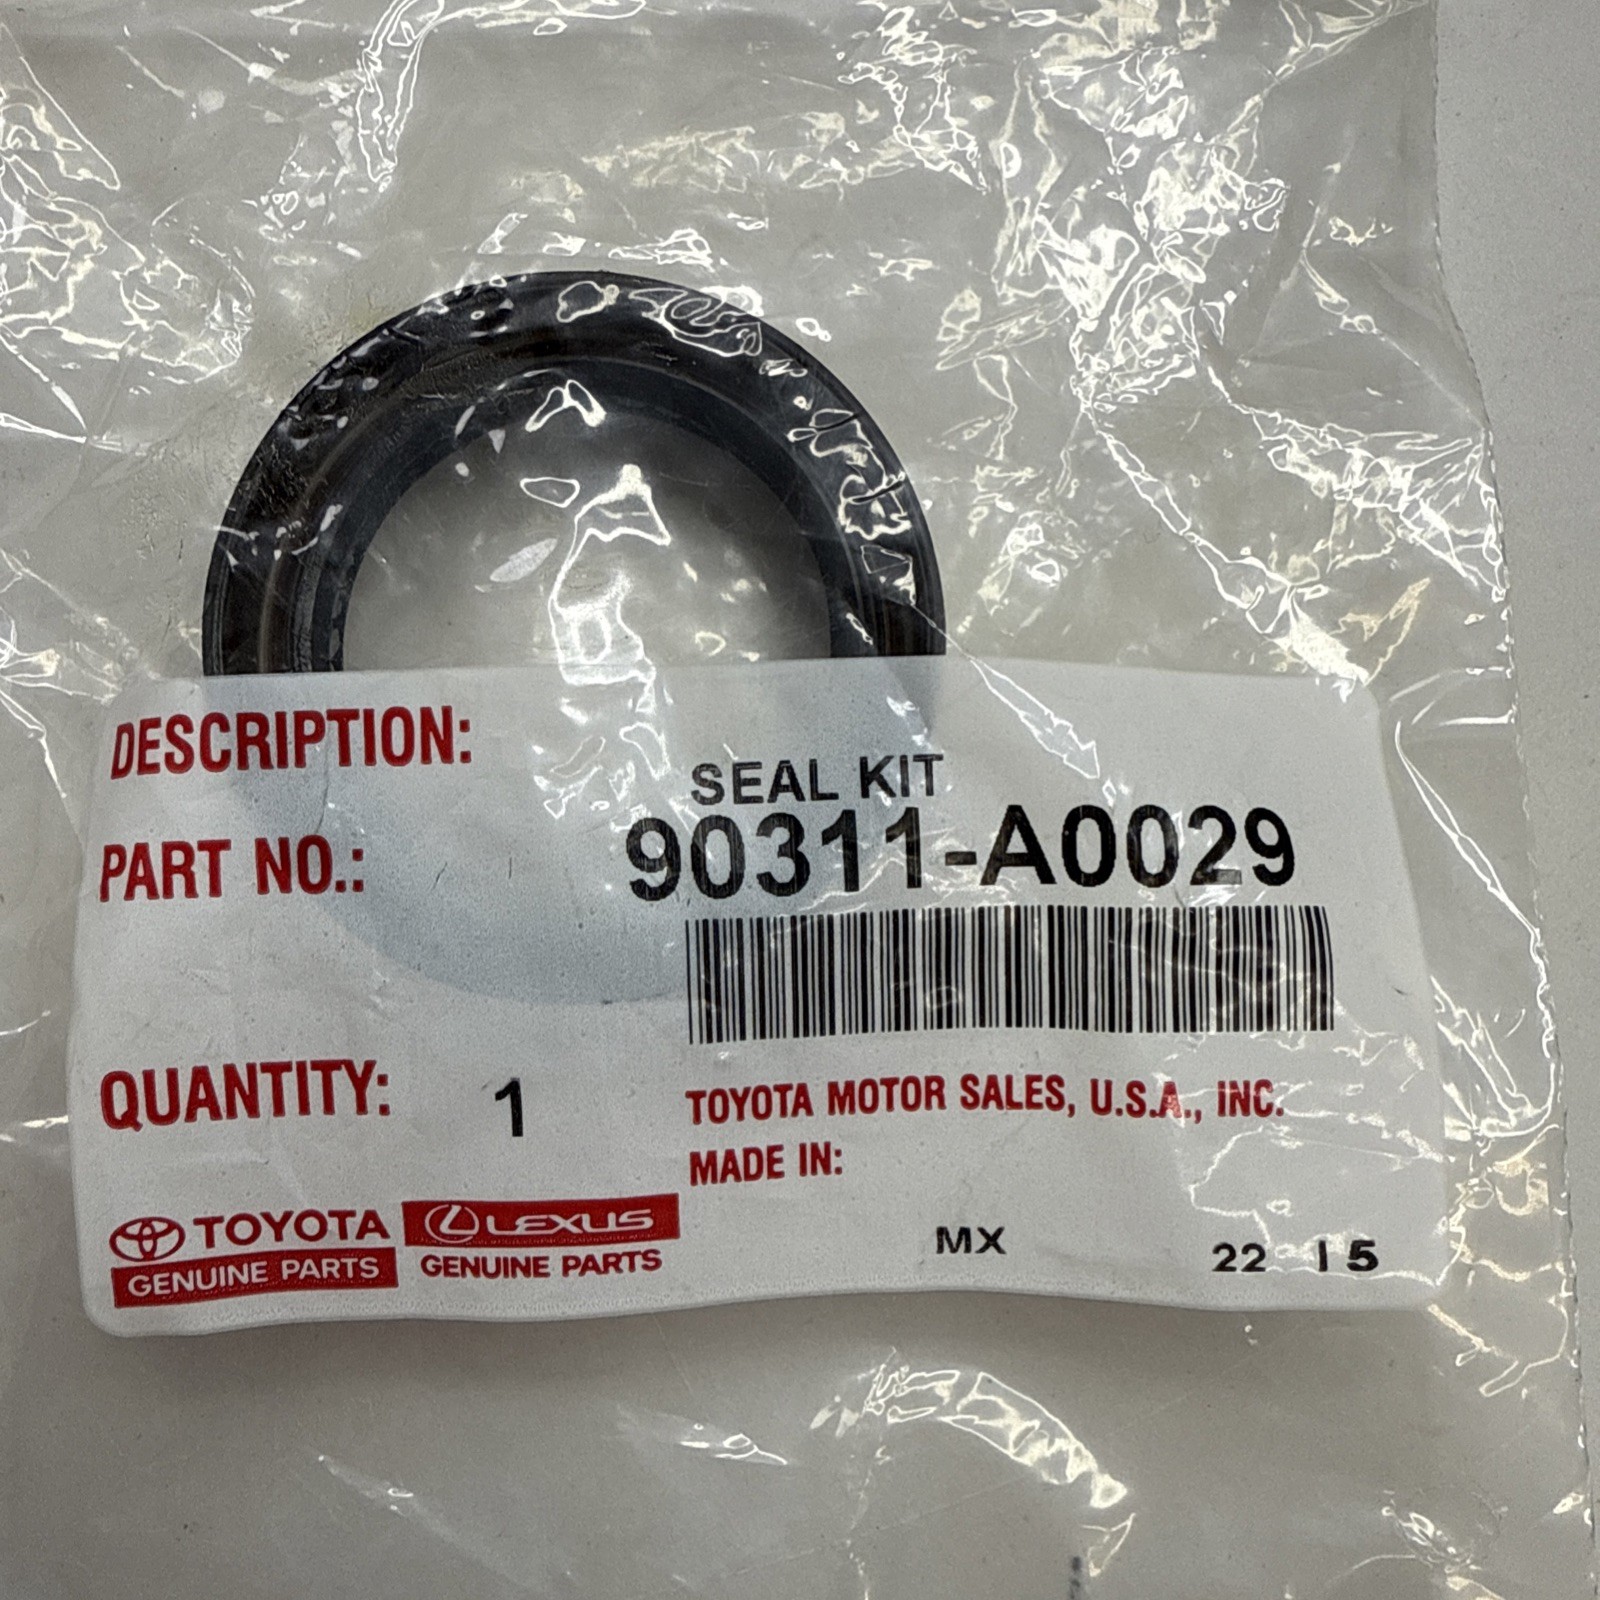 DESCRIPTION:
SEAL KIT
PART NO.: 90311-A0029
QUANTITY: 1
TOYOTA MOTOR SALES, U.S.A., INC.
MADE IN:
MX 22 15
TOYOTA
GENUINE PARTS
LEXUS
GENUINE PARTS